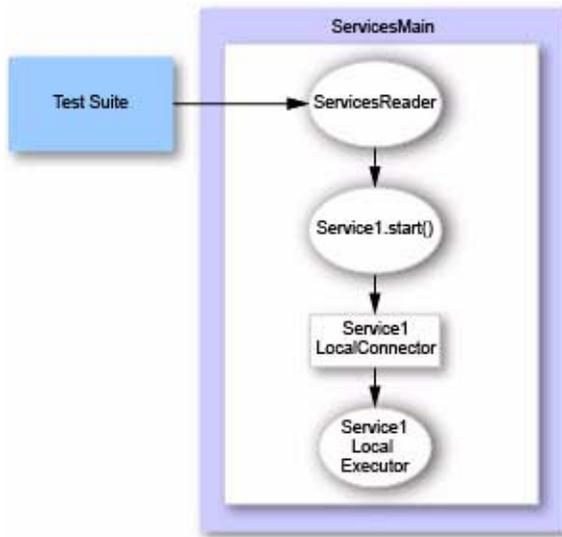 ServicesMain
Test Suite
ServicesReader
Service1.start()
Service1
LocalConnector
Service1
Local
Executor